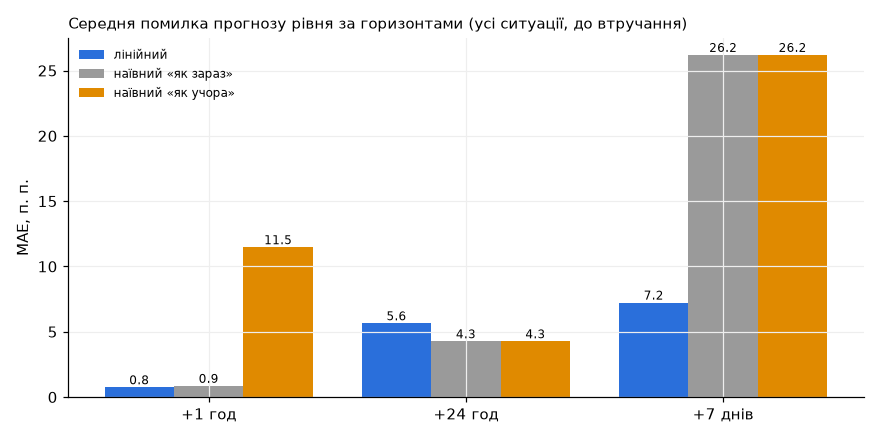 Середня помилка прогнозу рівня за горизонтами (усі ситуації, до втручання)
лінійний
наївний «як зараз»
наївний «як учора»
MAE, п. п.
25
20
15
10
5
0
0.8
0.9
11.5
5.6
4.3
4.3
7.2
26.2
26.2
+1 год
+24 год
+7 днів